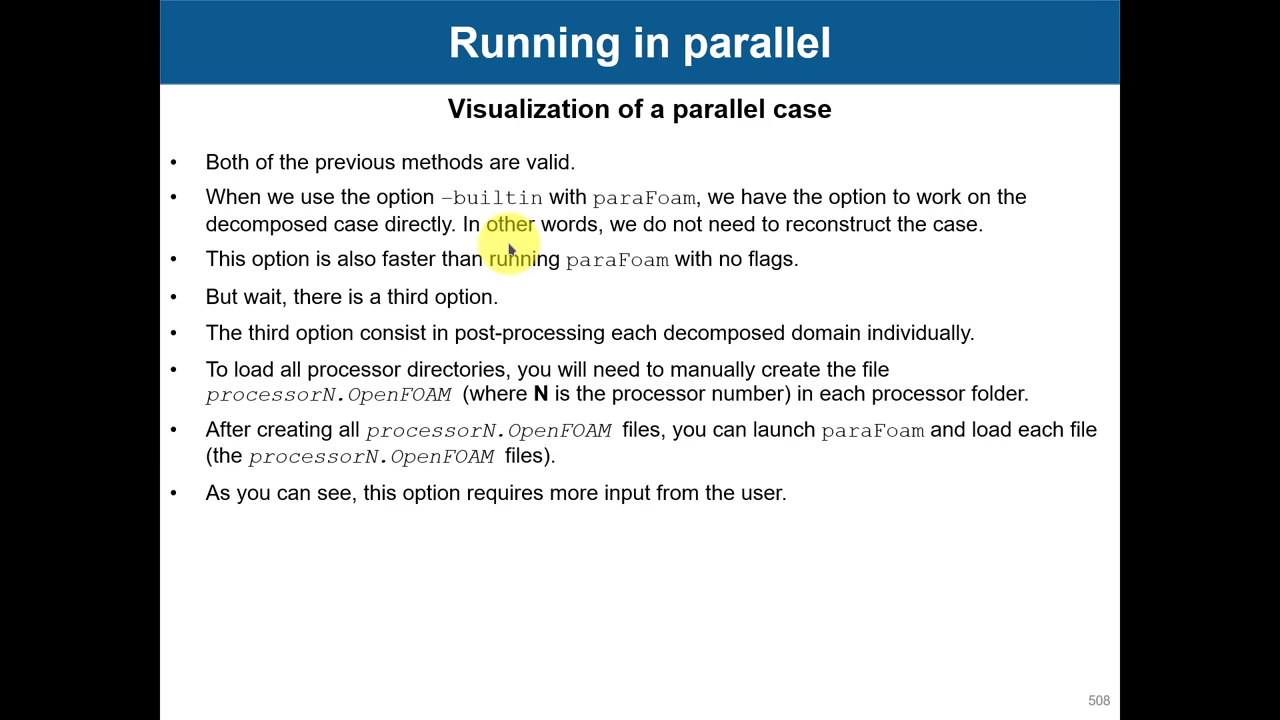 Running in parallel
Visualization of a parallel case
• Both of the previous methods are valid.
• When we use the option –builtin with paraFoam, we have the option to work on the
decomposed case directly. In other words, we do not need to reconstruct the case.
• This option is also faster than running paraFoam with no flags.
• But wait, there is a third option.
• The third option consist in post-processing each decomposed domain individually.
• To load all processor directories, you will need to manually create the file
processorN.OpenFOAM (where N is the processor number) in each processor folder.
• After creating all processorN.OpenFOAM files, you can launch paraFoam and load each file
(the processorN.OpenFOAM files).
• As you can see, this option requires more input from the user.
508